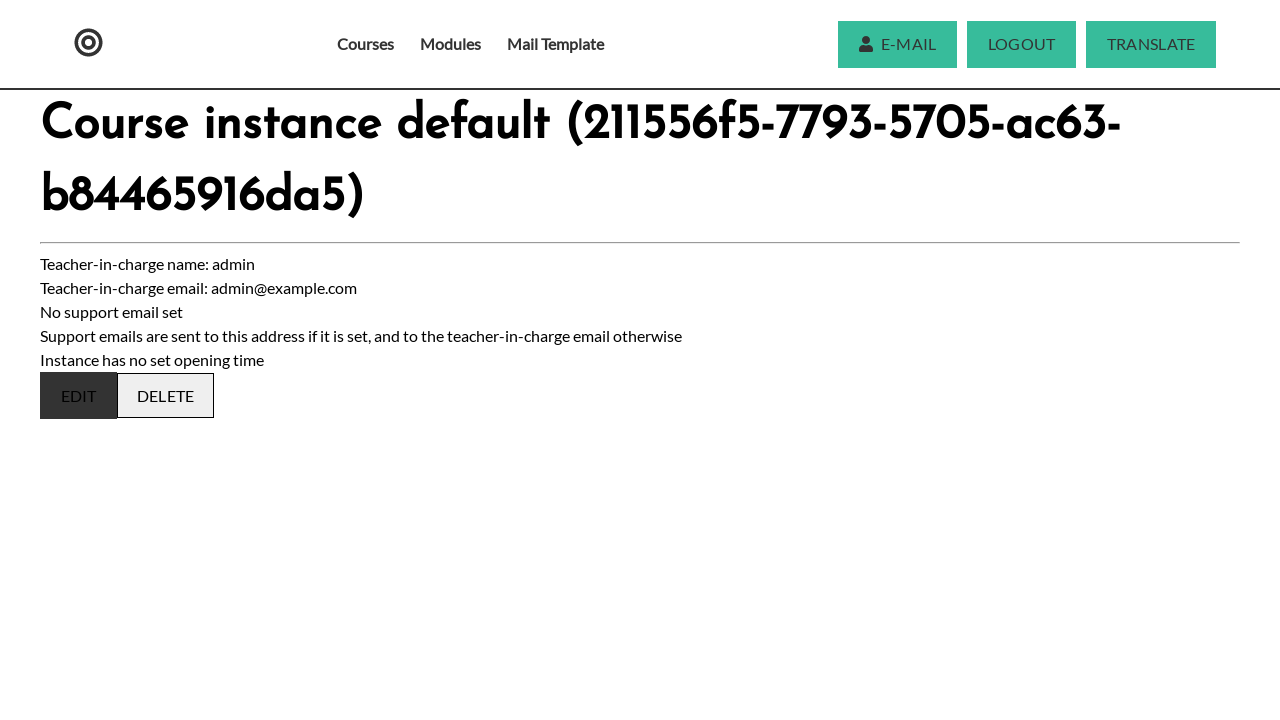 Courses
Modules
Mail Template
E-MAIL
LOGOUT
TRANSLATE
Course instance default (211556f5-7793-5705-ac63-
b84465916da5)
Teacher-in-charge name: admin
Teacher-in-charge email: admin@example.com
No support email set
Support emails are sent to this address if it is set, and to the teacher-in-charge email otherwise
Instance has no set opening time
EDIT
DELETE